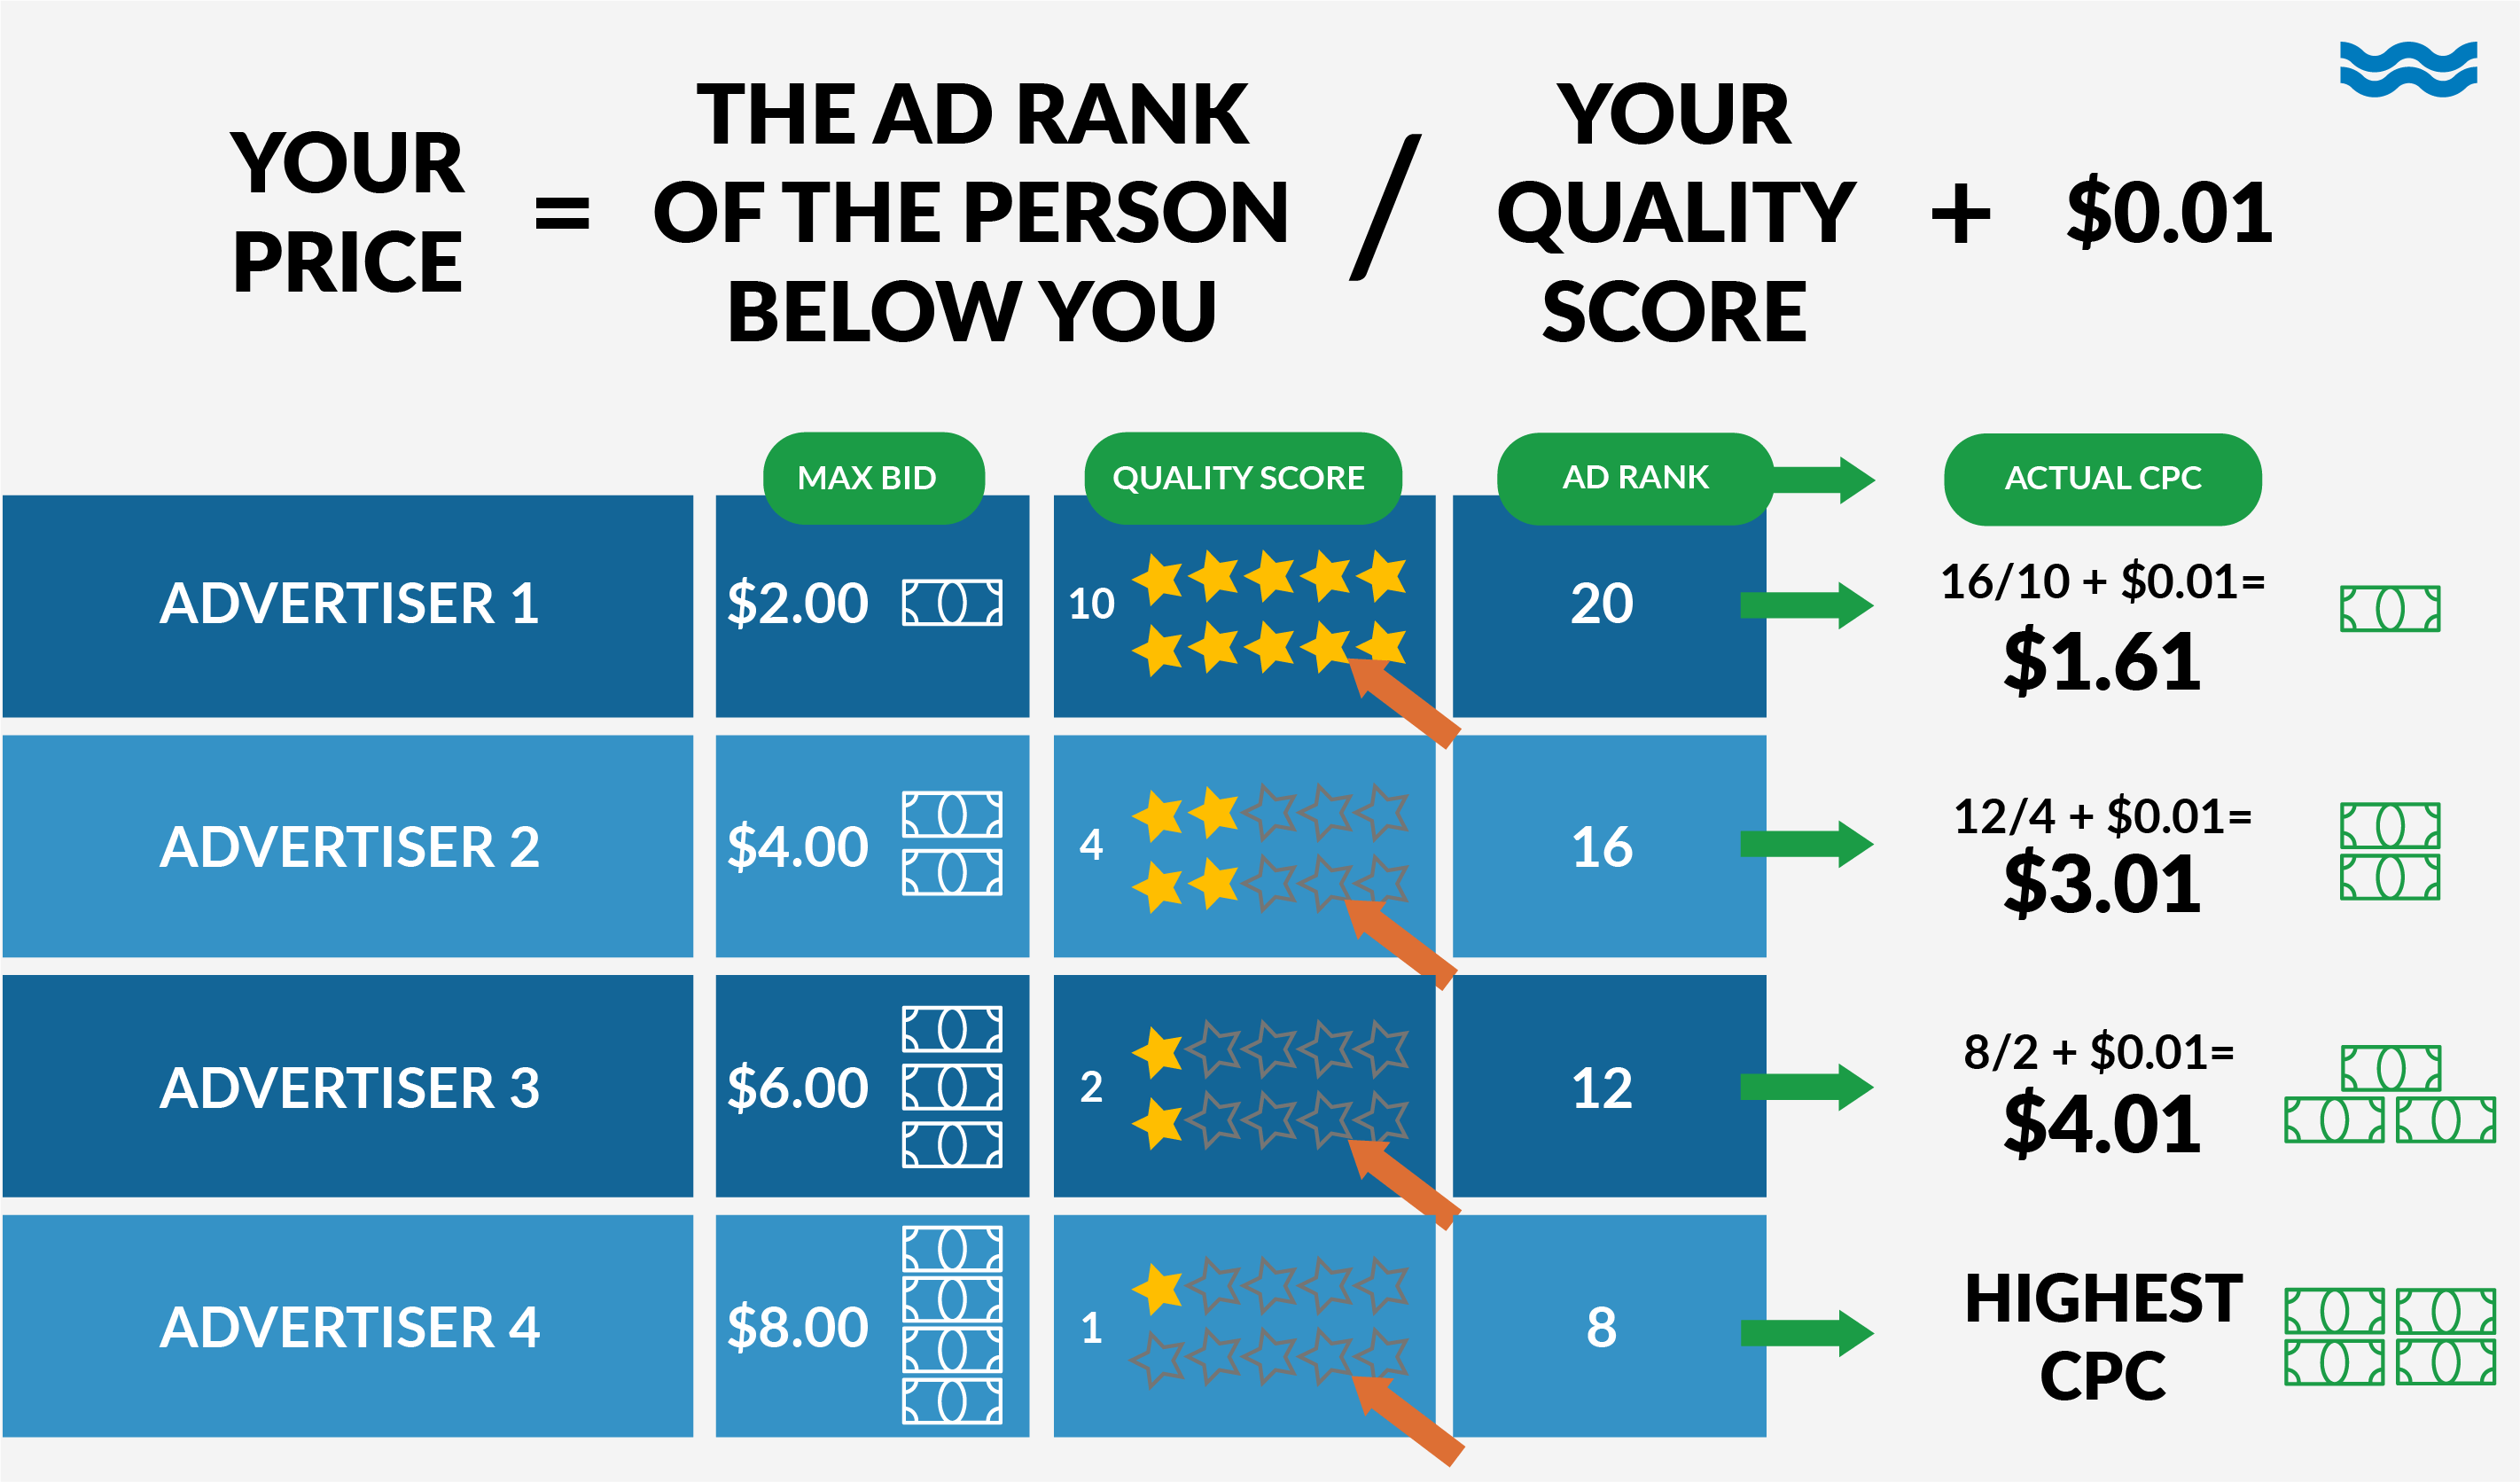 YOUR
PRICE
=
THE AD RANK
OF THE PERSON
BELOW YOU
/
YOUR
QUALITY
SCORE
+
$0.01
MAX BID
QUALITY SCORE
AD RANK
ACTUAL CPC
ADVERTISER 1
$2.00
10
20
16/10 + $0.01=
$1.61
ADVERTISER 2
$4.00
4
16
12/4 + $0.01=
$3.01
ADVERTISER 3
$6.00
2
12
8/2 + $0.01=
$4.01
ADVERTISER 4
$8.00
1
8
HIGHEST
CPC